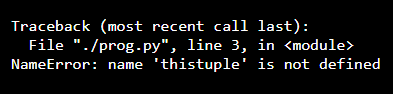 Traceback (most recent call last):
  File "./prog.py", line 3, in <module>
NameError: name 'thistuple' is not defined